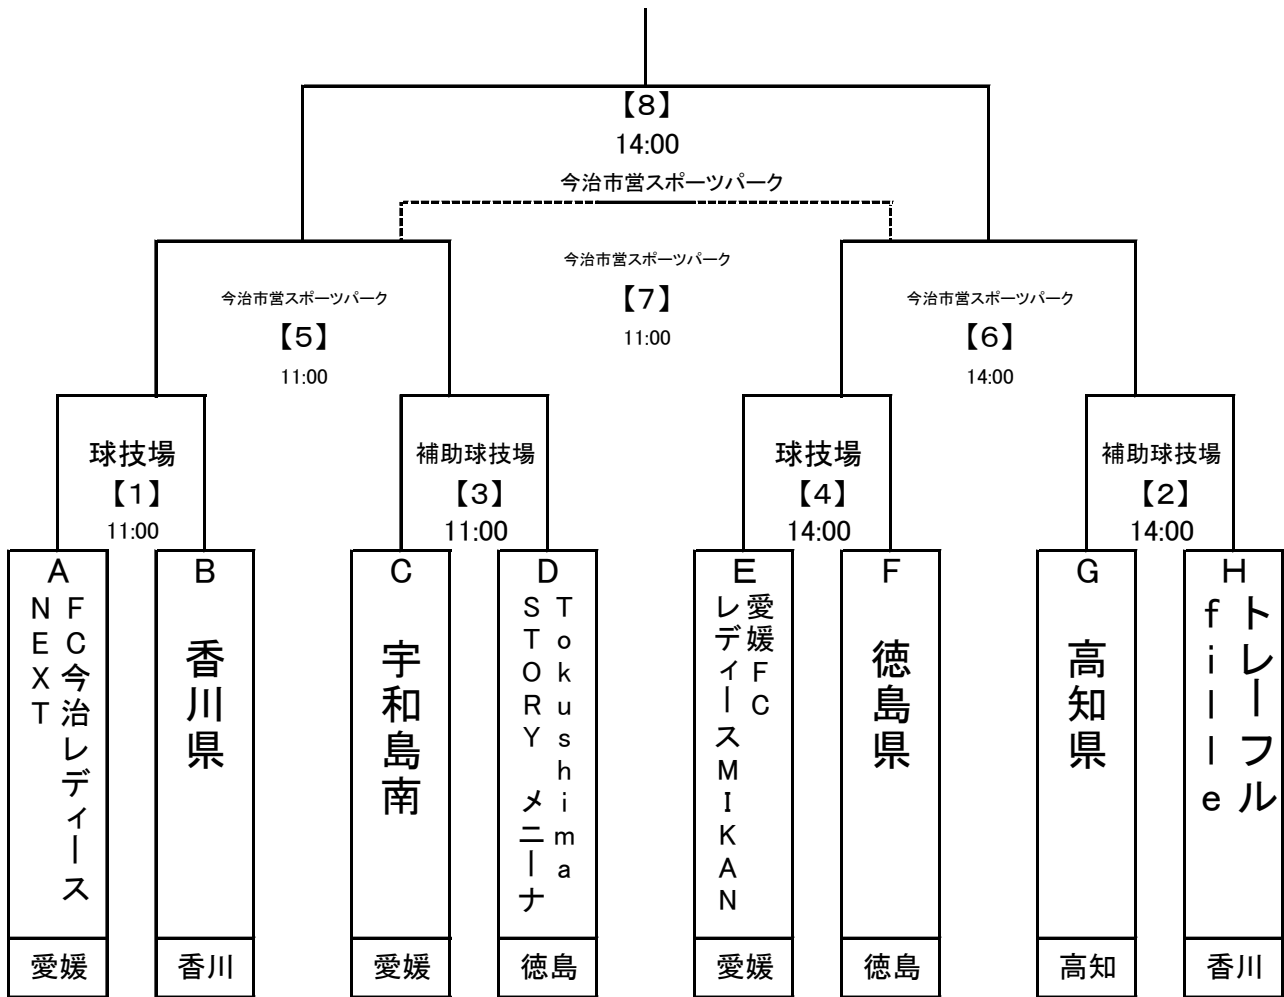 【8】
14:00
今治市営スポーツパーク
今治市営スポーツパーク
【7】
11:00
今治市営スポーツパーク
【5】
11:00
今治市営スポーツパーク
【6】
14:00
球技場
【1】
11:00
補助球技場
【3】
11:00
球技場
【4】
14:00
補助球技場
【2】
14:00
A
FC今治レディース
NEXT
愛媛
B
香川県
香川
C
宇和島南
愛媛
D
Tokushima
STORY メニーナ
徳島
E
愛媛FC
レディースMIKAN
愛媛
F
徳島県
徳島
G
高知県
高知
H
トレーフル
fille
香川